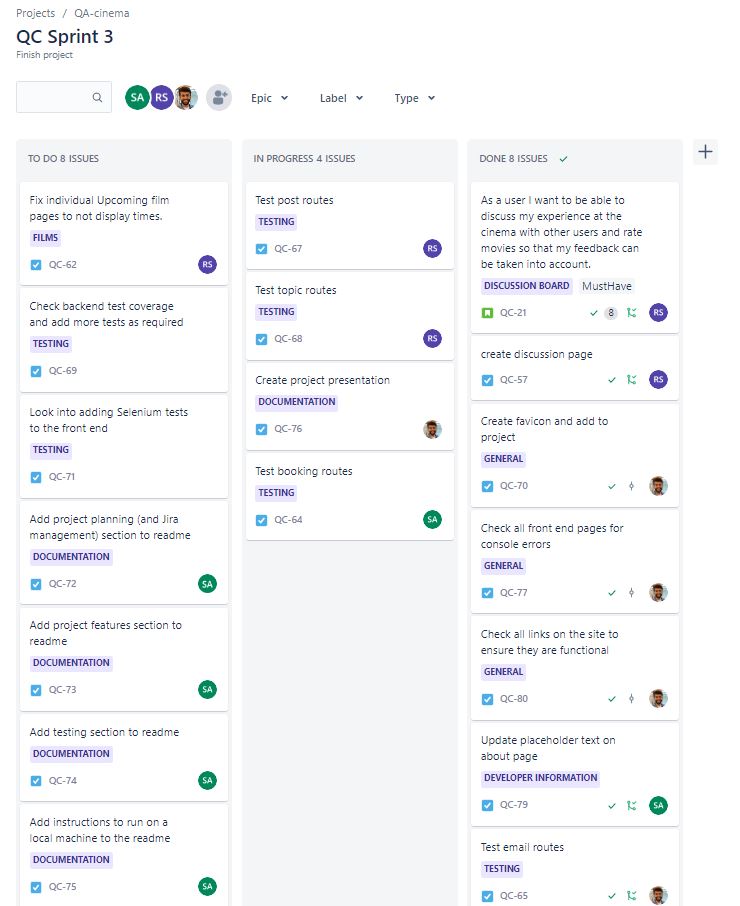 Projects / QA-cinema
QC Sprint 3
Finish project
SA RS
Epic
Label
Type
TO DO 8 ISSUES
Fix individual Upcoming film
pages to not display times.
FILMS
QC-62 RS
Check backend test coverage
and add more tests as required
TESTING
QC-69
Look into adding Selenium tests
to the front end
TESTING
QC-71
Add project planning (and Jira
management) section to readme
DOCUMENTATION
QC-72 SA
Add project features section to
readme
DOCUMENTATION
QC-73 SA
Add testing section to readme
DOCUMENTATION
QC-74 SA
Add instructions to run on a
local machine to the readme
DOCUMENTATION
QC-75 SA
IN PROGRESS 4 ISSUES
Test post routes
TESTING
QC-67 RS
Test topic routes
TESTING
QC-68 RS
Create project presentation
DOCUMENTATION
QC-76
Test booking routes
TESTING
QC-64 SA
DONE 8 ISSUES
As a user I want to be able to
discuss my experience at the
cinema with other users and rate
movies so that my feedback can
be taken into account.
DISCUSSION BOARD MustHave
QC-21 8 RS
create discussion page
QC-57 RS
Create favicon and add to
project
GENERAL
QC-70
Check all front end pages for
console errors
GENERAL
QC-77
Check all links on the site to
ensure they are functional
GENERAL
QC-80
Update placeholder text on
about page
DEVELOPER INFORMATION
QC-79 SA
Test email routes
TESTING
QC-65